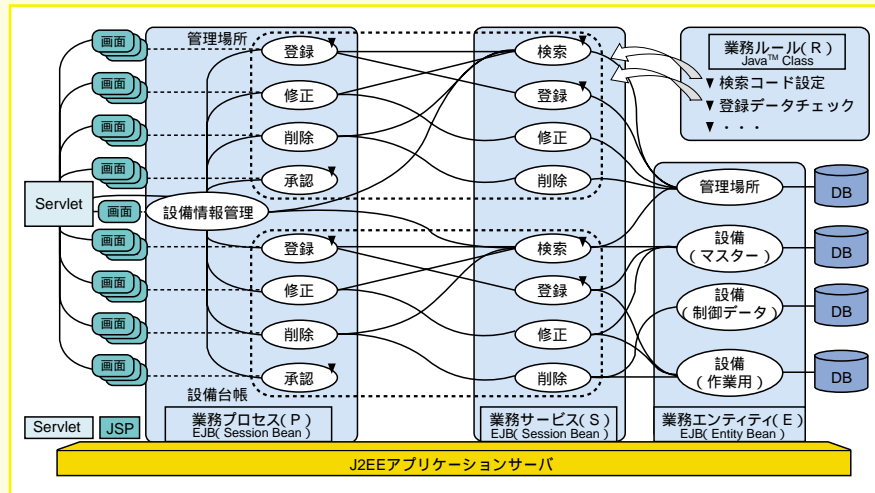 画面
管理場所
登録
検索
業務ルール(R)
Java™ Class
▼検索コード設定
▼登録データチェック
▼・・・
画面
修正
登録
画面
削除
修正
画面
承認
削除
管理場所
DB
Servlet
画面
設備情報管理
画面
登録
検索
設備
(マスター)
DB
画面
修正
登録
設備
(制御データ)
DB
画面
削除
修正
画面
承認
削除
設備
(作業用)
DB
設備台帳
Servlet
JSP
業務プロセス(P)
EJB(Session Bean)
業務サービス(S)
EJB(Session Bean)
業務エンティティ(E)
EJB(Entity Bean)
J2EEアプリケーションサーバ